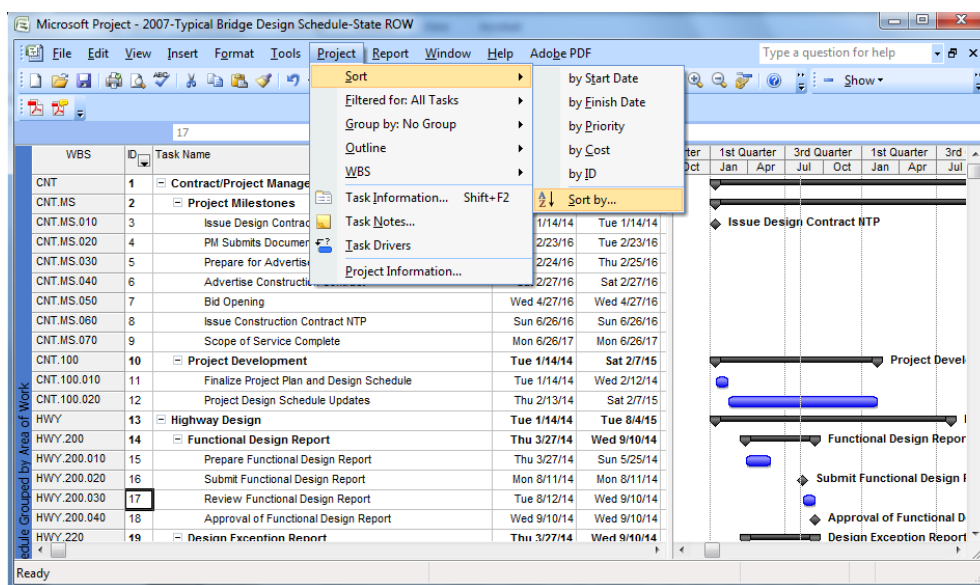 Microsoft Project - 2007-Typical Bridge Design Schedule-State ROW
File Edit View Insert Format Tools Project Report Window Help Adobe PDF Type a question for help
Show
17
Sort
Filtered for: All Tasks
Group by: No Group
Outline
WBS
Task Information... Shift+F2
Task Notes...
Task Drivers
Project Information...
by Start Date
by Finish Date
by Priority
by Cost
by ID
Sort by...
WBS ID Task Name 1st Quarter 3rd Quarter 1st Quarter 3rd
Oct Jan Apr Jul Oct Jan Apr Jul
CNT 1 Contract/Project Manage
CNT.MS 2 Project Milestones
CNT.MS.010 3 Issue Design Contrac 1/14/14 Tue 1/14/14 Issue Design Contract NTP
CNT.MS.020 4 PM Submits Documen 2/23/16 Tue 2/23/16
CNT.MS.030 5 Prepare for Advertise 2/24/16 Thu 2/25/16
CNT.MS.040 6 Advertise Construction 2/27/16 Sat 2/27/16
CNT.MS.050 7 Bid Opening Wed 4/27/16 Wed 4/27/16
CNT.MS.060 8 Issue Construction Contract NTP Sun 6/26/16 Sun 6/26/16
CNT.MS.070 9 Scope of Service Complete Mon 6/26/17 Mon 6/26/17
CNT.100 10 Project Development Tue 1/14/14 Sat 2/7/15 Project Devel
CNT.100.010 11 Finalize Project Plan and Design Schedule Tue 1/14/14 Wed 2/12/14
CNT.100.020 12 Project Design Schedule Updates Thu 2/13/14 Sat 2/7/15
HWY 13 Highway Design Tue 1/14/14 Tue 8/4/15
HWY.200 14 Functional Design Report Thu 3/27/14 Wed 9/10/14 Functional Design Repor
HWY.200.010 15 Prepare Functional Design Report Thu 3/27/14 Sun 5/25/14
HWY.200.020 16 Submit Functional Design Report Mon 8/11/14 Mon 8/11/14 Submit Functional Design
HWY.200.030 17 Review Functional Design Report Tue 8/12/14 Wed 9/10/14
HWY.200.040 18 Approval of Functional Design Report Wed 9/10/14 Wed 9/10/14 Approval of Functional D
HWY.220 19 Design Exception Report Thu 3/27/14 Wed 9/10/14 Design Exception Report
edule Grouped by Area of Work
Ready